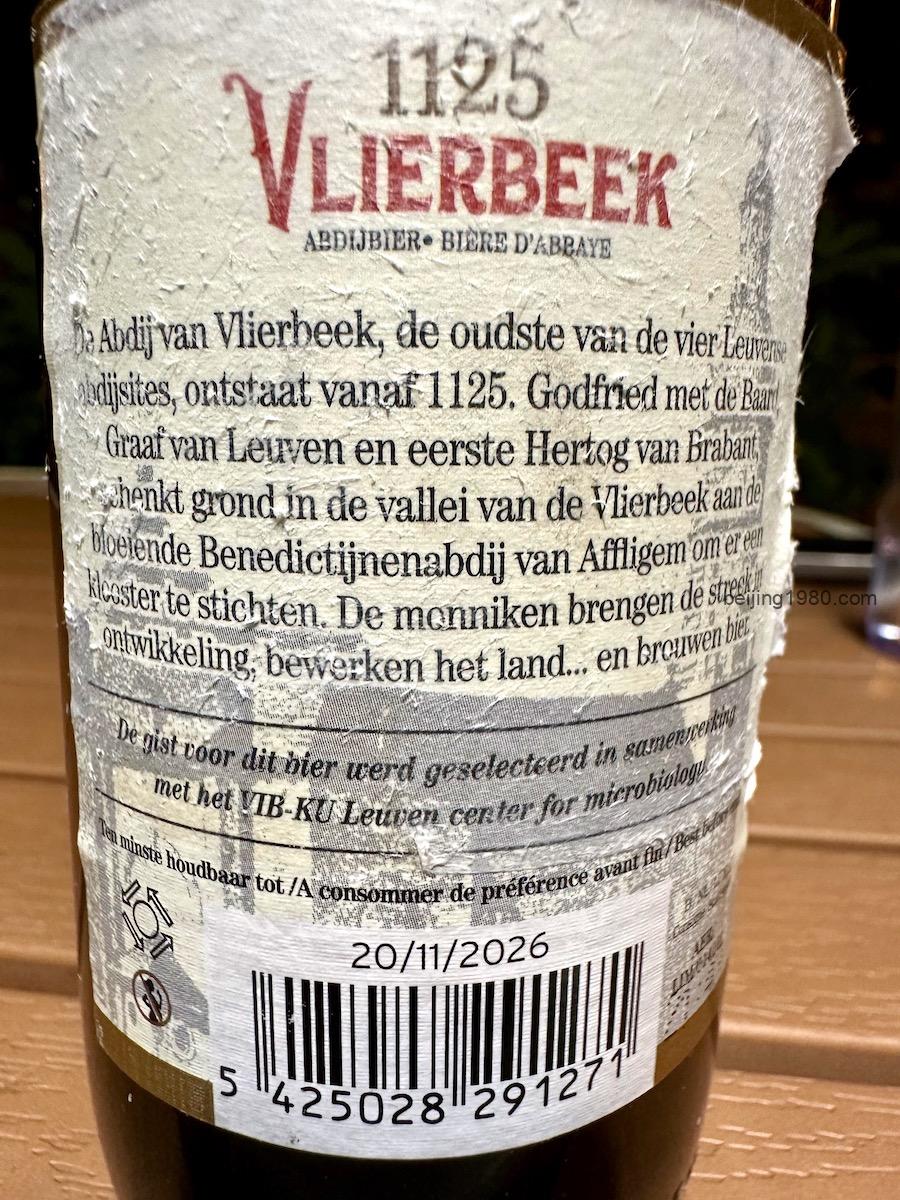 1125
VLIERBEEK
ABDIJBIER • BIÈRE D'ABBAYE
De Abdij van Vlierbeek, de oudste van de vier Leuvense
abdijsites, ontstaat vanaf 1125. Godfried met de Baard,
Graaf van Leuven en eerste Hertog van Brabant,
schenkt grond in de vallei van de Vlierbeek aan de
bloeiende Benedictijnenabdij van Affligem om er een
klooster te stichten. De monniken brengen de streek in
ontwikkeling, bewerken het land... en brouwen bier.
De gist voor dit bier werd geselecteerd in samenwerking
met het VIB-KU Leuven center for microbiology.
Ten minste houdbaar tot /A consommer de préférence avant fin / Best before
20/11/2026
5 425028 291271
beijing1980.com